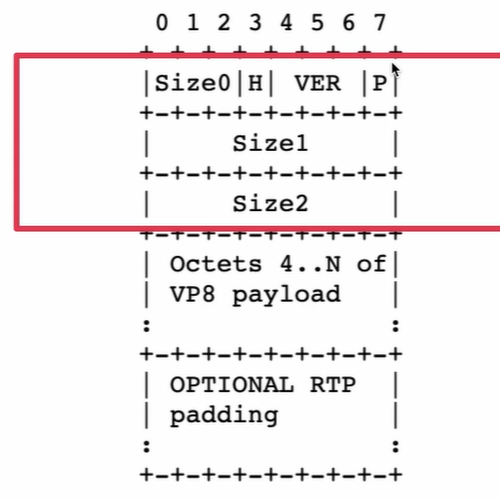 0 1 2 3 4 5 6 7
+-+-+-+-+-+-+-+-+
|Size0|H| VER |P|
+-+-+-+-+-+-+-+-+
| Size1 |
+-+-+-+-+-+-+-+-+
| Size2 |
+-+-+-+-+-+-+-+-+
| Octets 4..N of|
| VP8 payload |
: :
+-+-+-+-+-+-+-+-+
| OPTIONAL RTP |
| padding |
: :
+-+-+-+-+-+-+-+-+